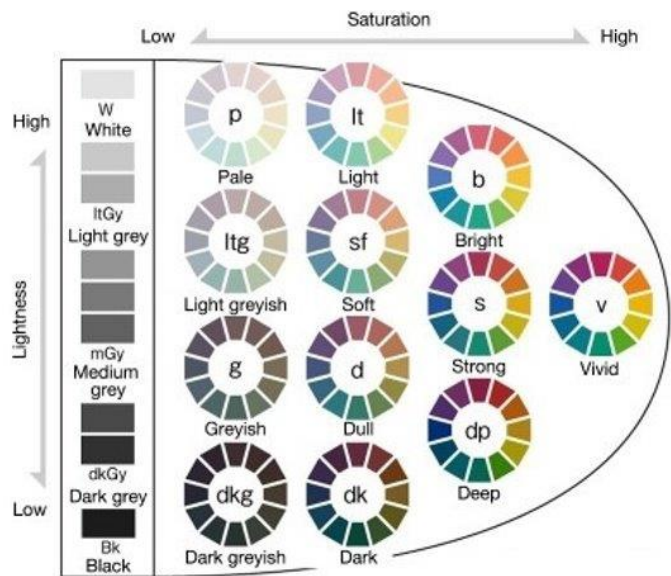 Saturation
Low
High
High
Lightness
Low
W
White
ltGy
Light grey
mGy
Medium
grey
dkGy
Dark grey
Bk
Black
p
Pale
lt
Light
b
Bright
ltg
Light greyish
sf
Soft
s
Strong
v
Vivid
g
Greyish
d
Dull
dp
Deep
dkg
Dark greyish
dk
Dark